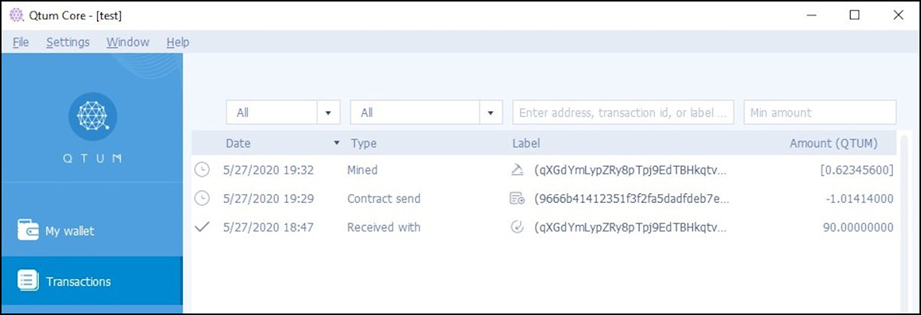 Qtum Core - [test]
File Settings Window Help
QTUM
My wallet
Transactions
All All Enter address, transaction id, or label ... Min amount
Date Type Label Amount (QTUM)
5/27/2020 19:32 Mined (qXGdYmLypZRy8pTpj9EdTBHkqtv... [0.62345600]
5/27/2020 19:29 Contract send (9666b41412351f3f2fa5dadfdeb7e... -1.01414000
5/27/2020 18:47 Received with (qXGdYmLypZRy8pTpj9EdTBHkqtv... 90.00000000